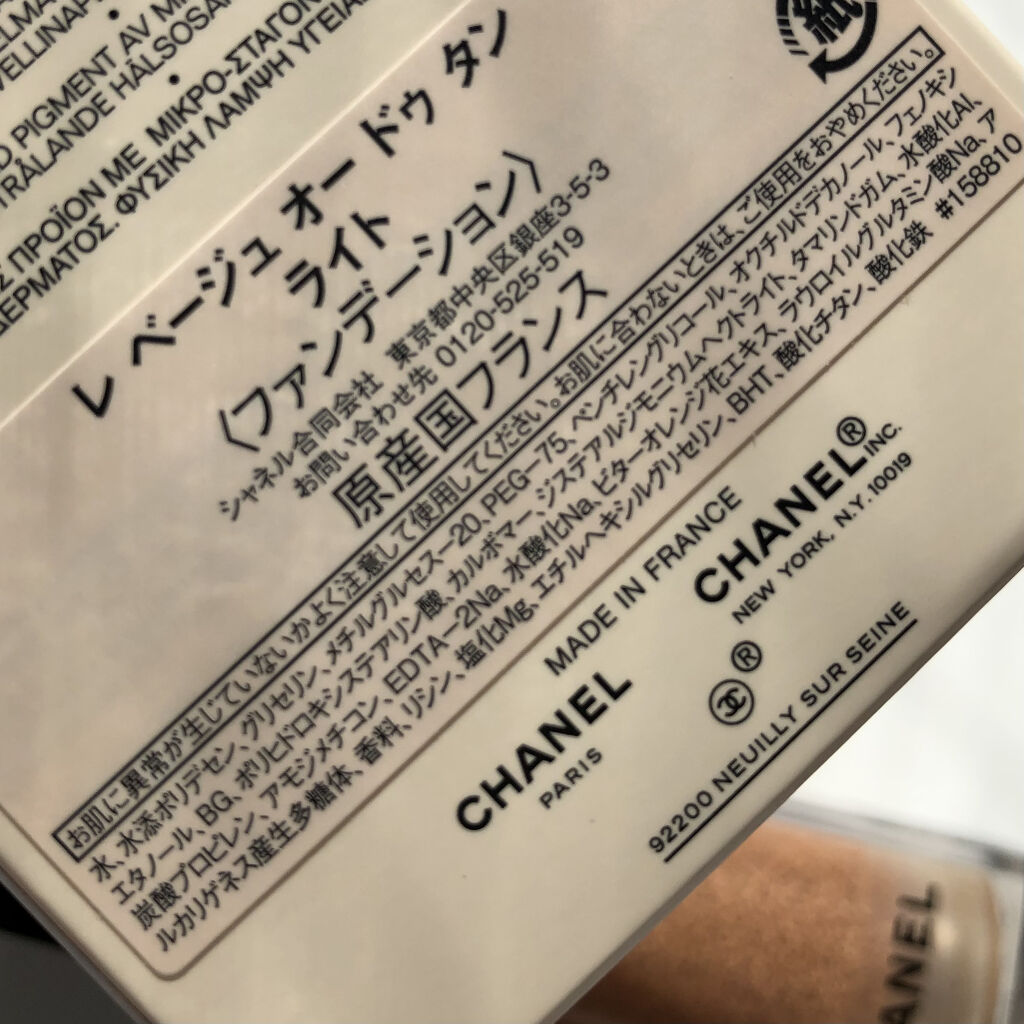 PIGMENT AV
STRÅLANDE HÄLSOSA
ΠΡΟΪΟΝ ΜΕ ΜΙΚΡΟ-ΣΤΑΓΟΝ
ΔΕΡΜΑΤΟΣ. ΦΥΣΙΚΗ ΛΑΜΨΗ ΥΓΕΙΑ
紙
レ ベージュ オー ドゥ タン
ライト
〈ファンデーション〉
シャネル合同会社 東京都中央区銀座3-5-3
お問い合わせ先 0120-525-519
原産国フランス
お肌に異常が生じていないかよく注意して使用してください。お肌に合わないときは、ご使用をおやめください。
水、水添ポリデセン、グリセリン、メチルグルセス-20、PEG-75、ペンチレングリコール、オクチルドデカノール、フェノキシ
エタノール、BG、ポリヒドロキシステアリン酸、カルボマー、ジステアルジモニウムヘクトライト、タマリンドガム、水酸化Al、
炭酸プロピレン、アモジメチコン、EDTA-2Na、水酸化Na、ビターオレンジ花エキス、ラウロイルグルタミン酸Na、ア
ルカリゲネス産生多糖体、香料、リシン、塩化Mg、エチルヘキシルグリセリン、BHT、酸化チタン、酸化鉄 #158810
MADE IN FRANCE
CHANEL
PARIS
CHANEL® INC.
NEW YORK, N.Y. 10019
®
92200 NEUILLY SUR SEINE
ANEL